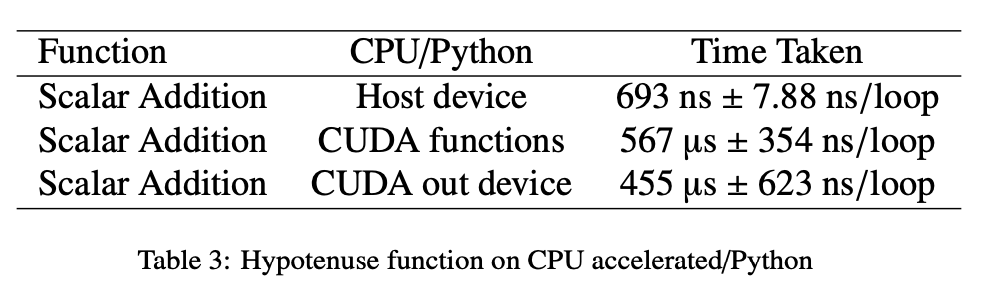 Function CPU/Python Time Taken
Scalar Addition Host device 693 ns ± 7.88 ns/loop
Scalar Addition CUDA functions 567 µs ± 354 ns/loop
Scalar Addition CUDA out device 455 µs ± 623 ns/loop
Table 3: Hypotenuse function on CPU accelerated/Python